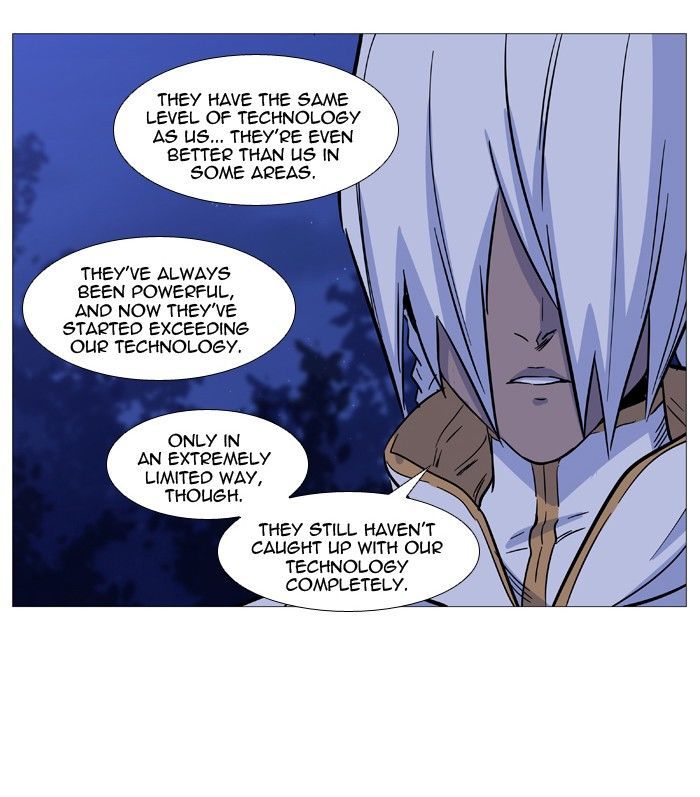 THEY HAVE THE SAME
LEVEL OF TECHNOLOGY
AS US... THEY'RE EVEN
BETTER THAN US IN
SOME AREAS.
THEY'VE ALWAYS
BEEN POWERFUL,
AND NOW THEY'VE
STARTED EXCEEDING
OUR TECHNOLOGY.
ONLY IN
AN EXTREMELY
LIMITED WAY,
THOUGH.
THEY STILL HAVEN'T
CAUGHT UP WITH OUR
TECHNOLOGY
COMPLETELY.